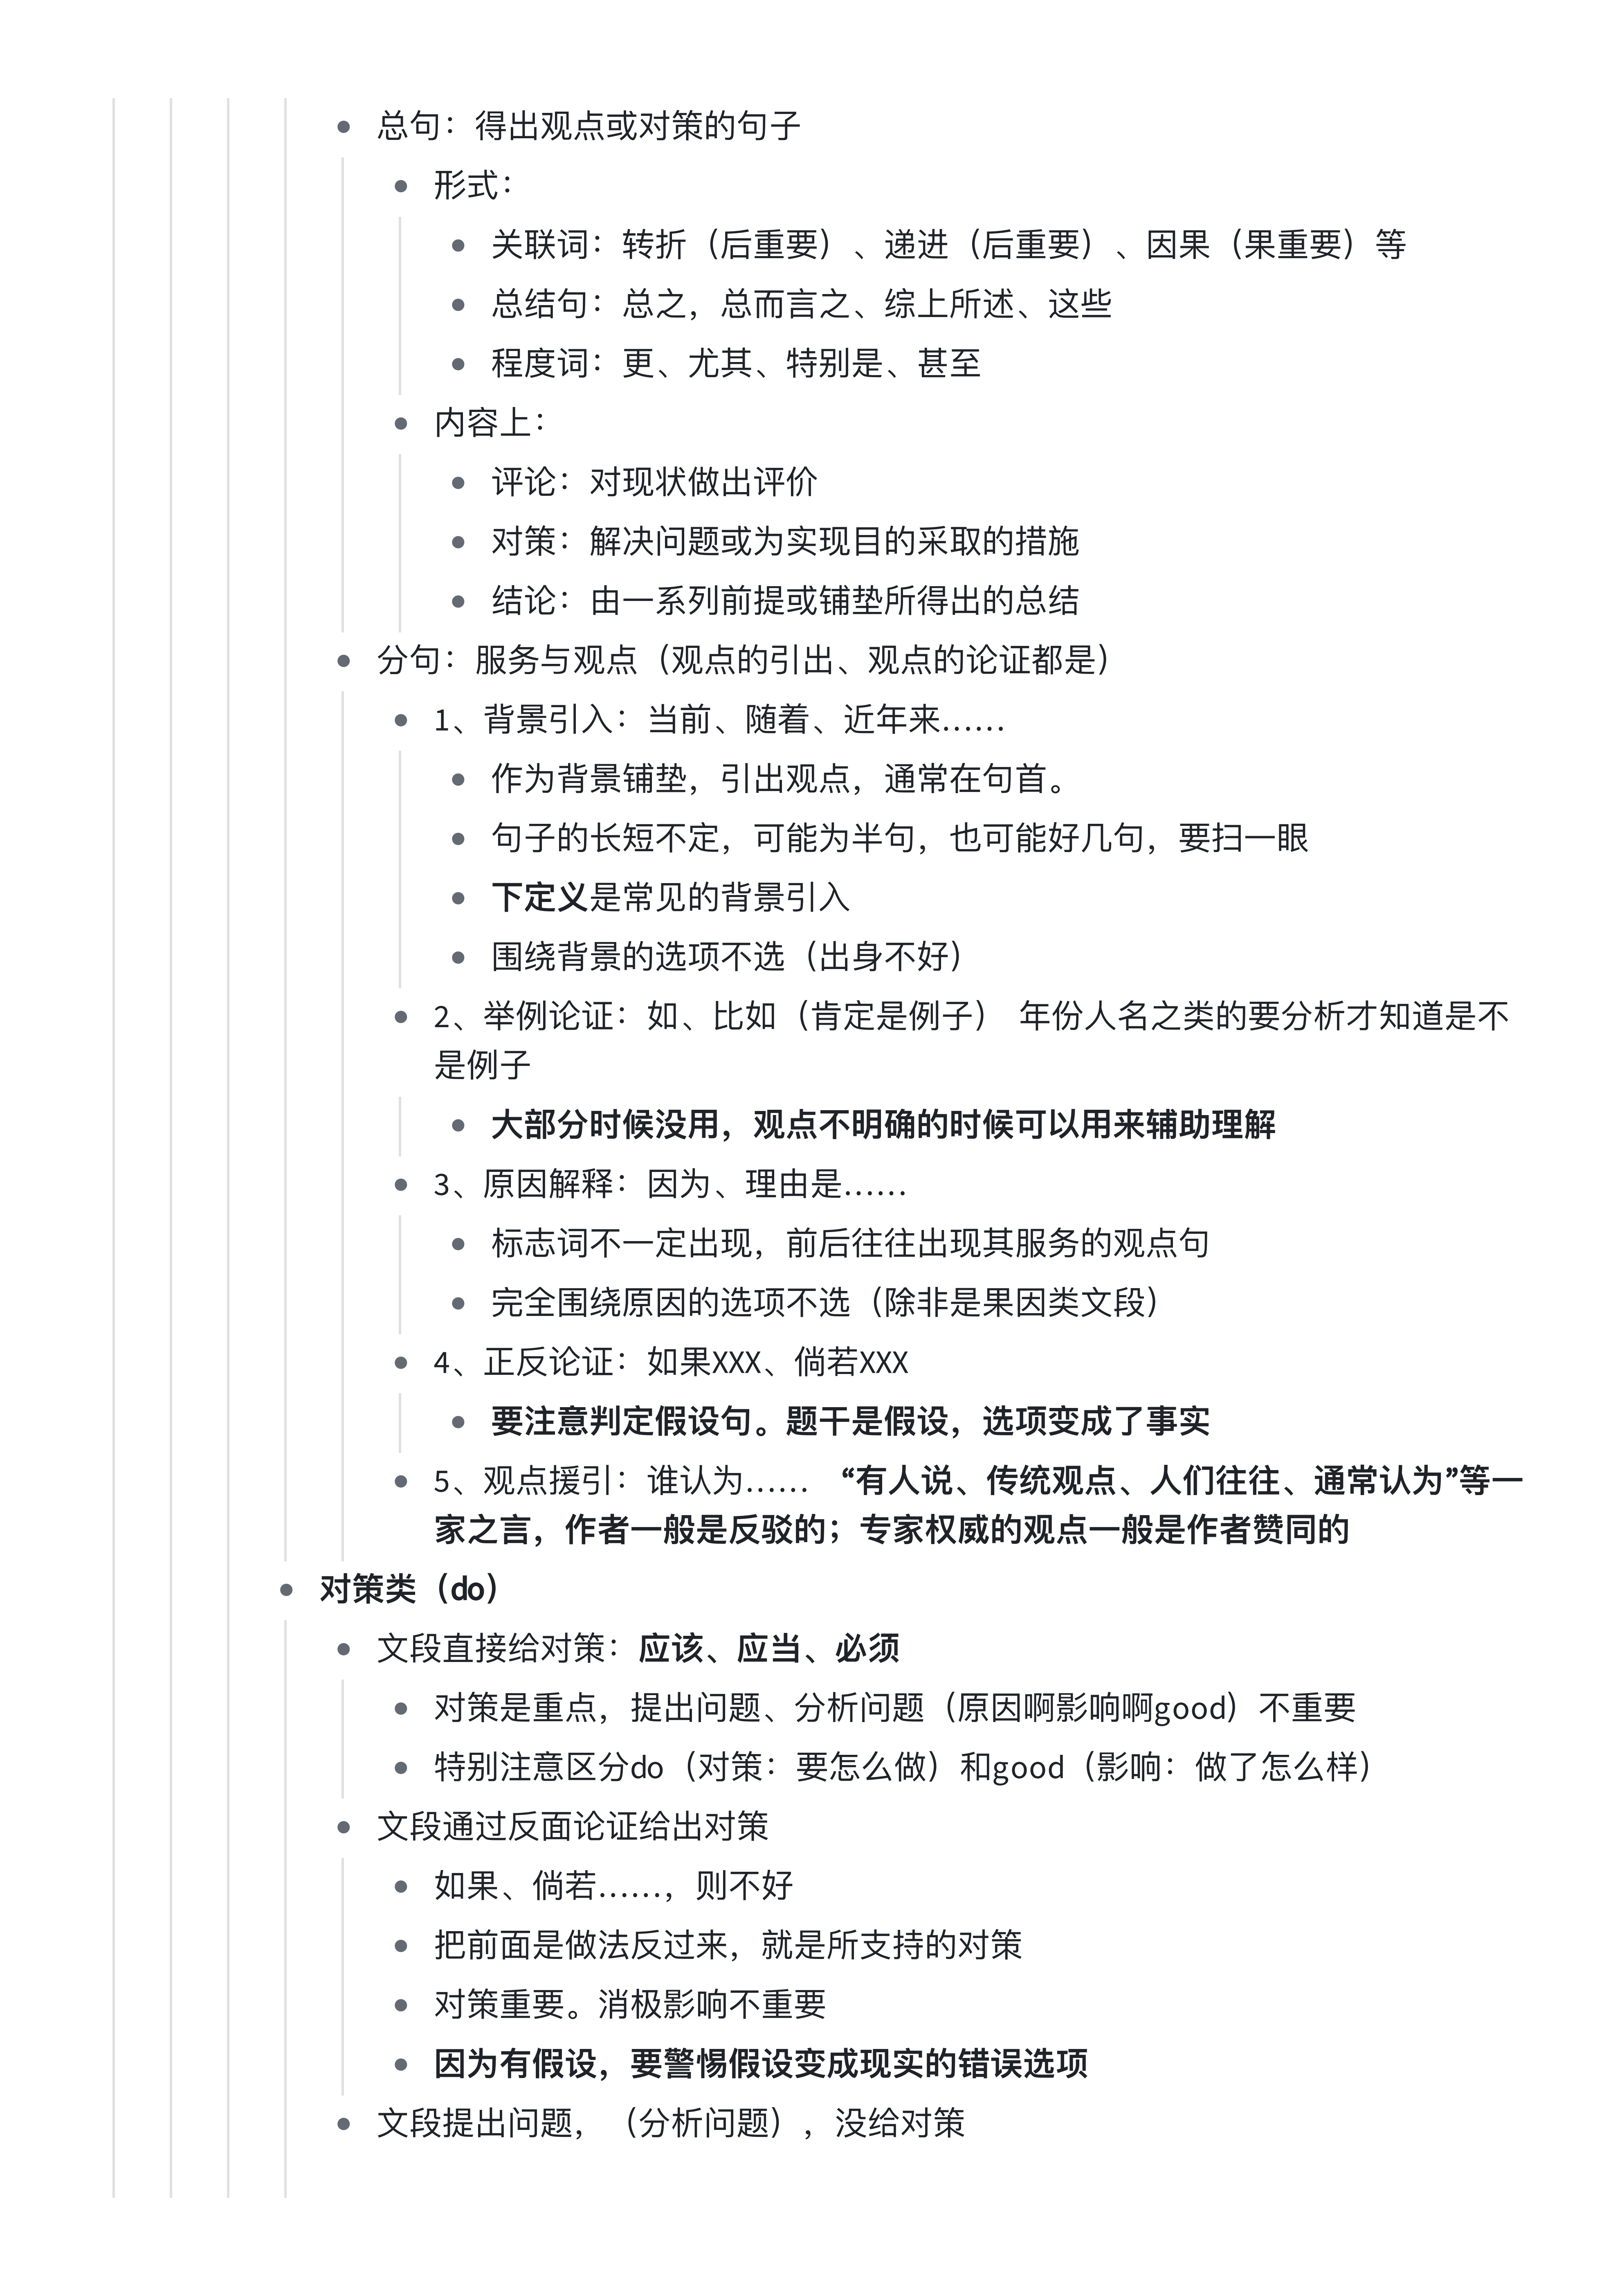 总句：得出观点或对策的句子
形式：
关联词：转折（后重要）、递进（后重要）、因果（果重要）等
总结句：总之，总而言之、综上所述、这些
程度词：更、尤其、特别是、甚至
内容上：
评论：对现状做出评价
对策：解决问题或为实现目的采取的措施
结论：由一系列前提或铺垫所得出的总结
分句：服务与观点（观点的引出、观点的论证都是）
1、背景引入：当前、随着、近年来……
作为背景铺垫，引出观点，通常在句首。
句子的长短不定，可能为半句，也可能好几句，要扫一眼
下定义是常见的背景引入
围绕背景的选项不选（出身不好）
2、举例论证：如、比如（肯定是例子） 年份人名之类的要分析才知道是不
是例子
大部分时候没用，观点不明确的时候可以用来辅助理解
3、原因解释：因为、理由是……
标志词不一定出现，前后往往出现其服务的观点句
完全围绕原因的选项不选（除非是果因类文段）
4、正反论证：如果XXX、倘若XXX
要注意判定假设句。题干是假设，选项变成了事实
5、观点援引：谁认为…… “有人说、传统观点、人们往往、通常认为”等一
家之言，作者一般是反驳的；专家权威的观点一般是作者赞同的
对策类（do）
文段直接给对策：应该、应当、必须
对策是重点，提出问题、分析问题（原因啊影响啊good）不重要
特别注意区分do（对策：要怎么做）和good（影响：做了怎么样）
文段通过反面论证给出对策
如果、倘若……，则不好
把前面是做法反过来，就是所支持的对策
对策重要。消极影响不重要
因为有假设，要警惕假设变成现实的错误选项
文段提出问题，（分析问题），没给对策